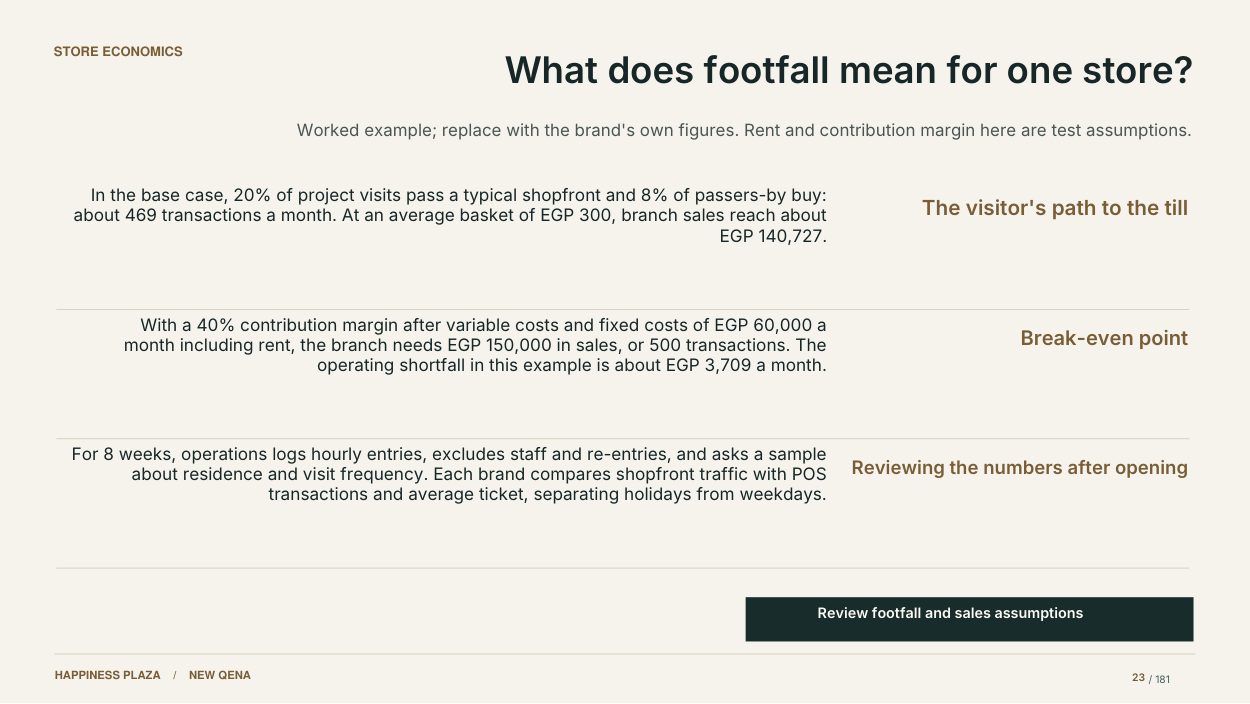 STORE ECONOMICS
What does footfall mean for one store?
Worked example; replace with the brand's own figures. Rent and contribution margin here are test assumptions.
The visitor's path to the till
In the base case, 20% of project visits pass a typical shopfront and 8% of passers-by buy:
about 469 transactions a month. At an average basket of EGP 300, branch sales reach about
EGP 140,727.
Break-even point
With a 40% contribution margin after variable costs and fixed costs of EGP 60,000 a
month including rent, the branch needs EGP 150,000 in sales, or 500 transactions. The
operating shortfall in this example is about EGP 3,709 a month.
Reviewing the numbers after opening
For 8 weeks, operations logs hourly entries, excludes staff and re-entries, and asks a sample
about residence and visit frequency. Each brand compares shopfront traffic with POS
transactions and average ticket, separating holidays from weekdays.
Review footfall and sales assumptions
HAPPINESS PLAZA / NEW QENA
23 / 181